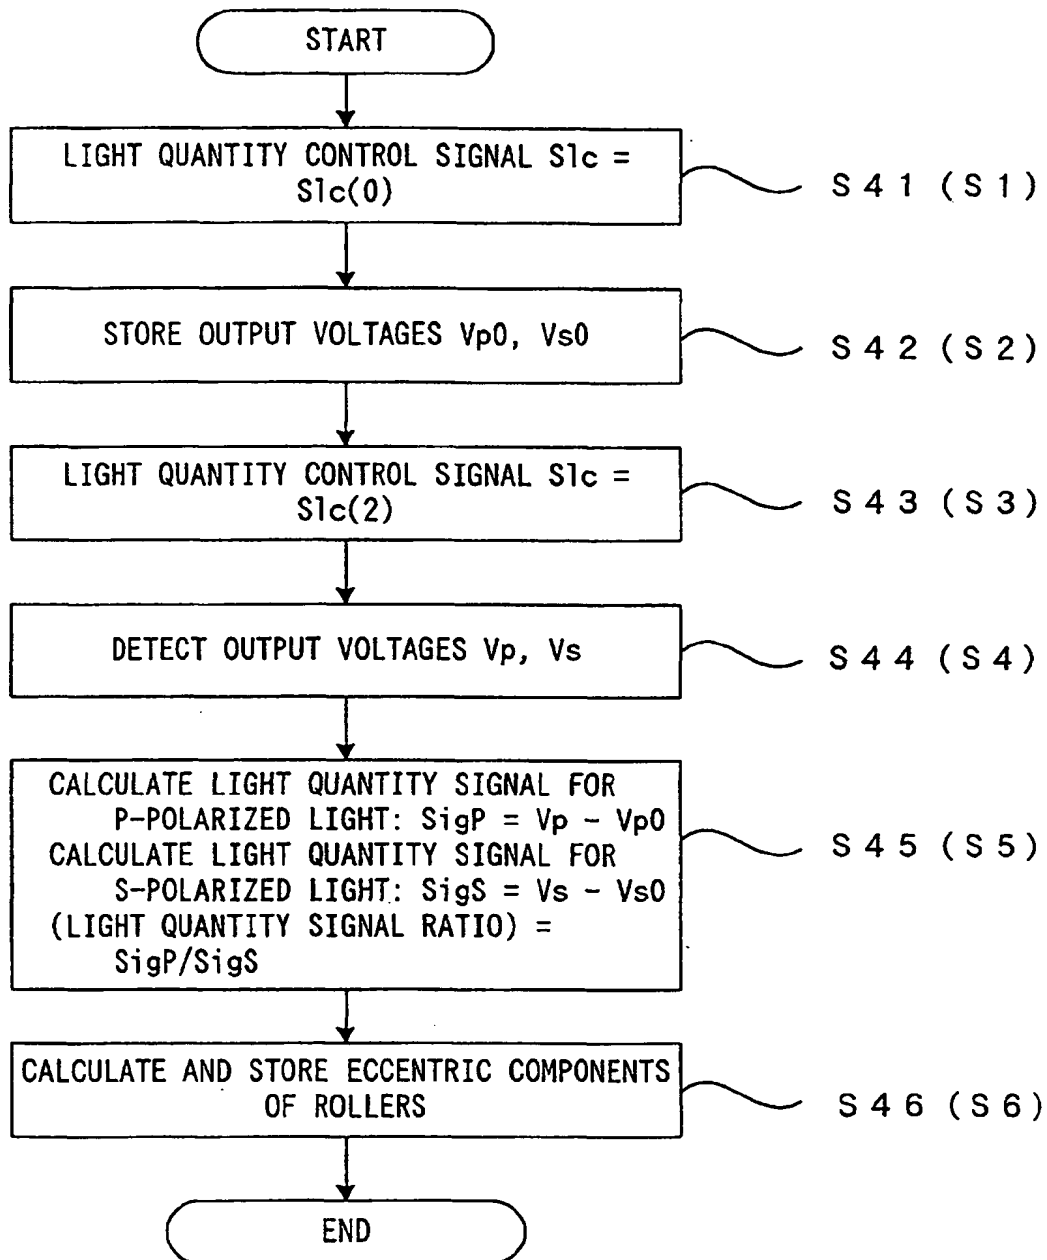 START
LIGHT QUANTITY CONTROL SIGNAL Slc =
Slc(0)
S41 (S1)
STORE OUTPUT VOLTAGES Vp0, Vs0
S42 (S2)
LIGHT QUANTITY CONTROL SIGNAL Slc =
Slc(2)
S43 (S3)
DETECT OUTPUT VOLTAGES Vp, Vs
S44 (S4)
CALCULATE LIGHT QUANTITY SIGNAL FOR
P-POLARIZED LIGHT: SigP = Vp - Vp0
CALCULATE LIGHT QUANTITY SIGNAL FOR
S-POLARIZED LIGHT: SigS = Vs - Vs0
(LIGHT QUANTITY SIGNAL RATIO) =
SigP/SigS
S45 (S5)
CALCULATE AND STORE ECCENTRIC COMPONENTS
OF ROLLERS
S46 (S6)
END